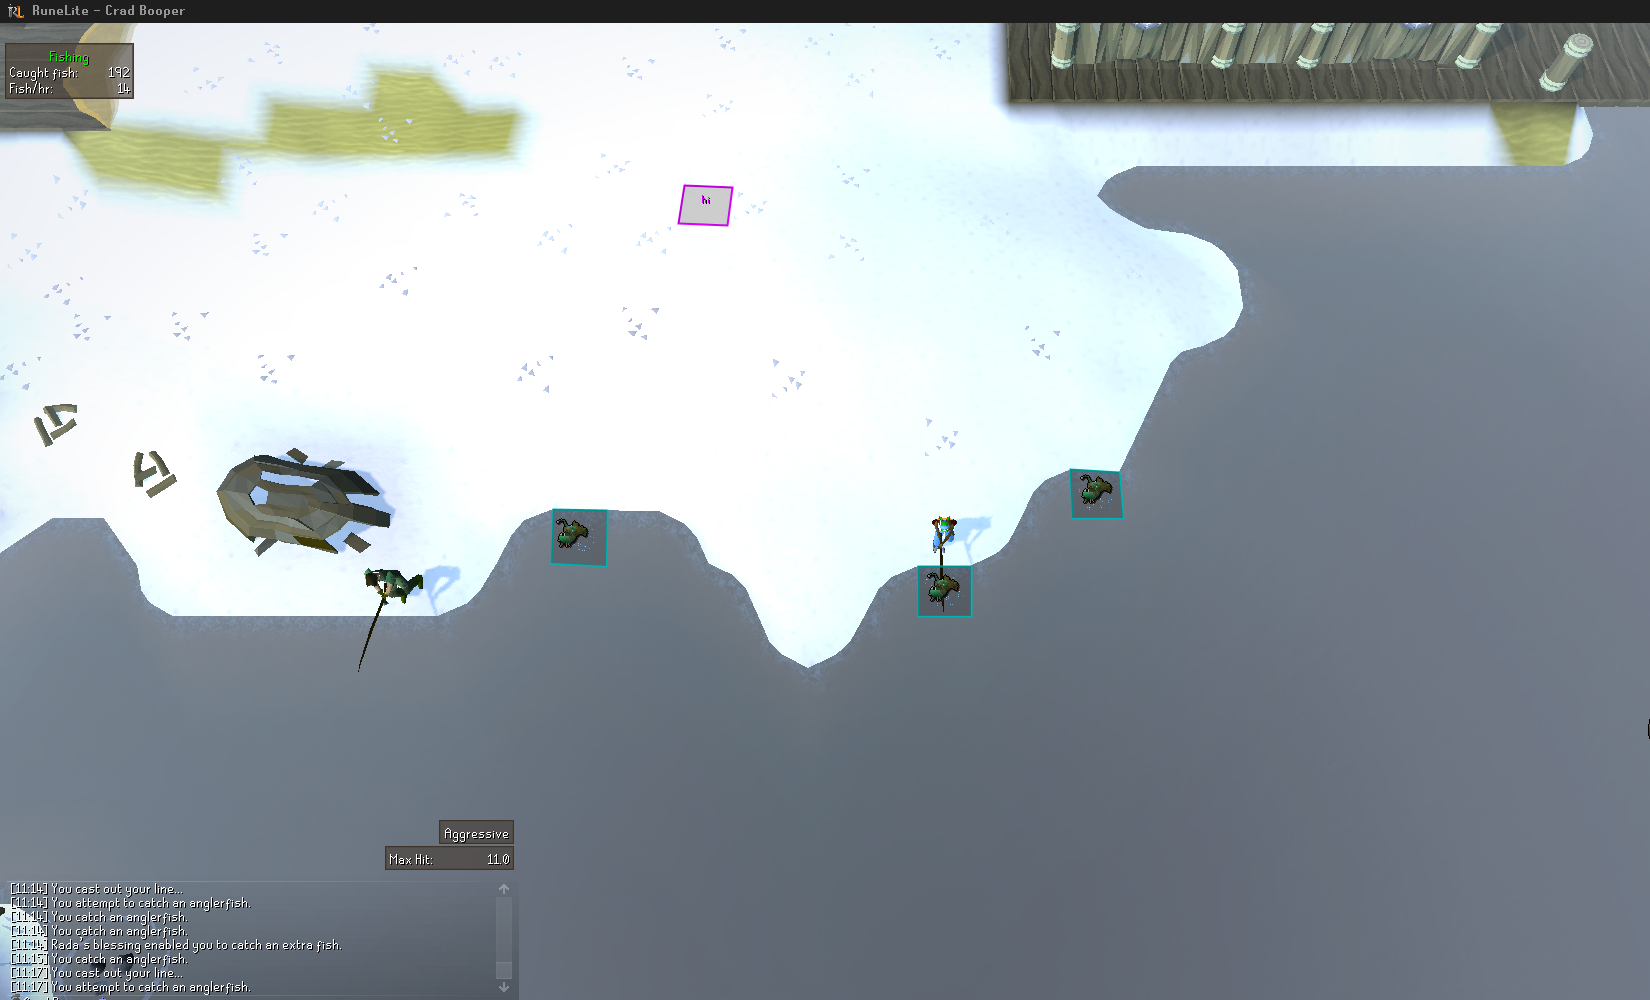 RuneLite - Crad Booper
Fishing
Caught fish: 192
Fish/hr: 14
hi
Aggressive
Max Hit: 11.0
[11:14] You cast out your line...
[11:14] You attempt to catch an anglerfish.
[11:14] You catch an anglerfish.
[11:14] You catch an anglerfish.
[11:14] Rada's blessing enabled you to catch an extra fish.
[11:15] You catch an anglerfish.
[11:17] You cast out your line...
[11:17] You attempt to catch an anglerfish.